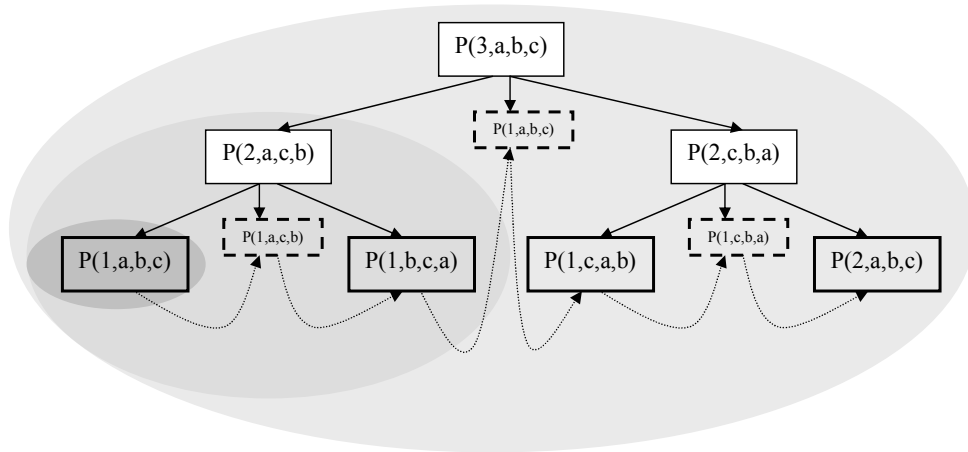 P(3,a,b,c)
P(1,a,b,c)
P(2,a,c,b)
P(2,c,b,a)
P(1,a,b,c)
P(1,a,c,b)
P(1,b,c,a)
P(1,c,a,b)
P(1,c,b,a)
P(2,a,b,c)